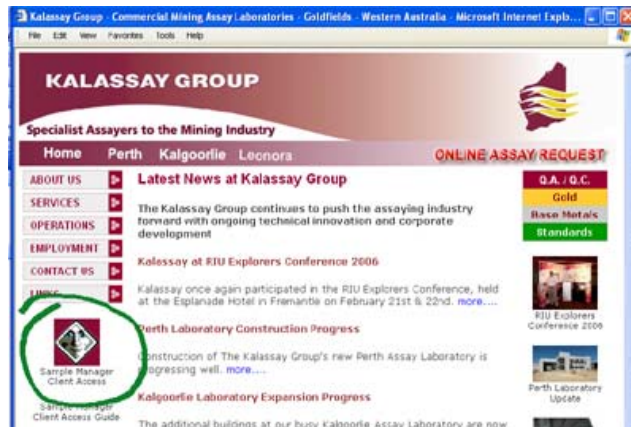 Kalassay Group - Commercial Mining Assay Laboratories - Goldfields - Western Australia - Microsoft Internet Explo...
File Edit View Favorites Tools Help
KALASSAY GROUP
Specialist Assayers to the Mining Industry
Home Perth Kalgoorlie Leonora
ONLINE ASSAY REQUEST
ABOUT US
SERVICES
OPERATIONS
EMPLOYMENT
CONTACT US
LINKS
Sample Manager
Client Access
Sample Manager
Client Access Guide
Latest News at Kalassay Group
The Kalassay Group continues to push the assaying industry
forward with ongoing technical innovation and corporate
development
Kalassay at RIU Explorers Conference 2006
Kalassay once again participated in the RIU Explorers Conference, held
at the Esplanade Hotel in Fremantle on February 21st & 22nd. more....
Perth Laboratory Construction Progress
Construction of The Kalassay Group's new Perth Assay Laboratory is
progressing well. more....
Kalgoorlie Laboratory Expansion Progress
The additional buildings at our busy Kalgoorlie Assay Laboratory are now
Q.A. / Q.C.
Gold
Base Metals
Standards
RIU Explorers
Conference 2006
Perth Laboratory
Update